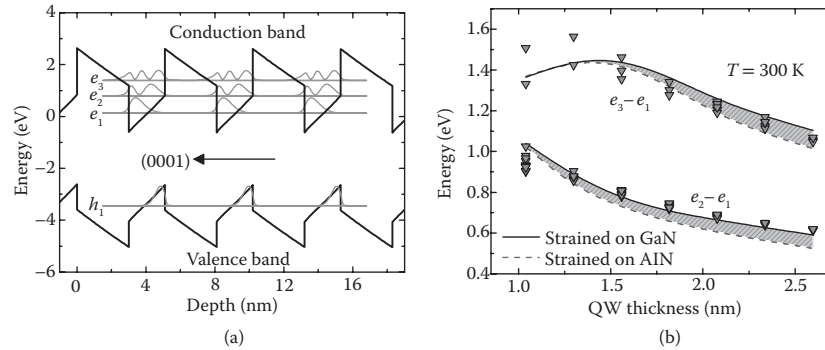 6
4
2
0
−2
−4
−6
Energy (eV)
Conduction band
e3
e2
e1
(0001)
h1
Valence band
0
4
8
12
16
Depth (nm)
(a)
1.6
1.4
1.2
1.0
0.8
0.6
0.4
Energy (eV)
T = 300 K
e3−e1
e2−e1
Strained on GaN
Strained on AlN
1.0
1.5
2.0
2.5
QW thickness (nm)
(b)